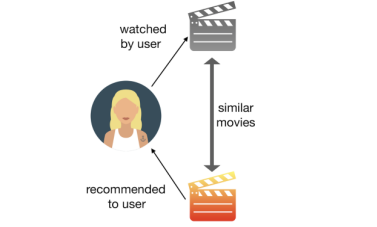 watched
by user
similar
movies
recommended
to user